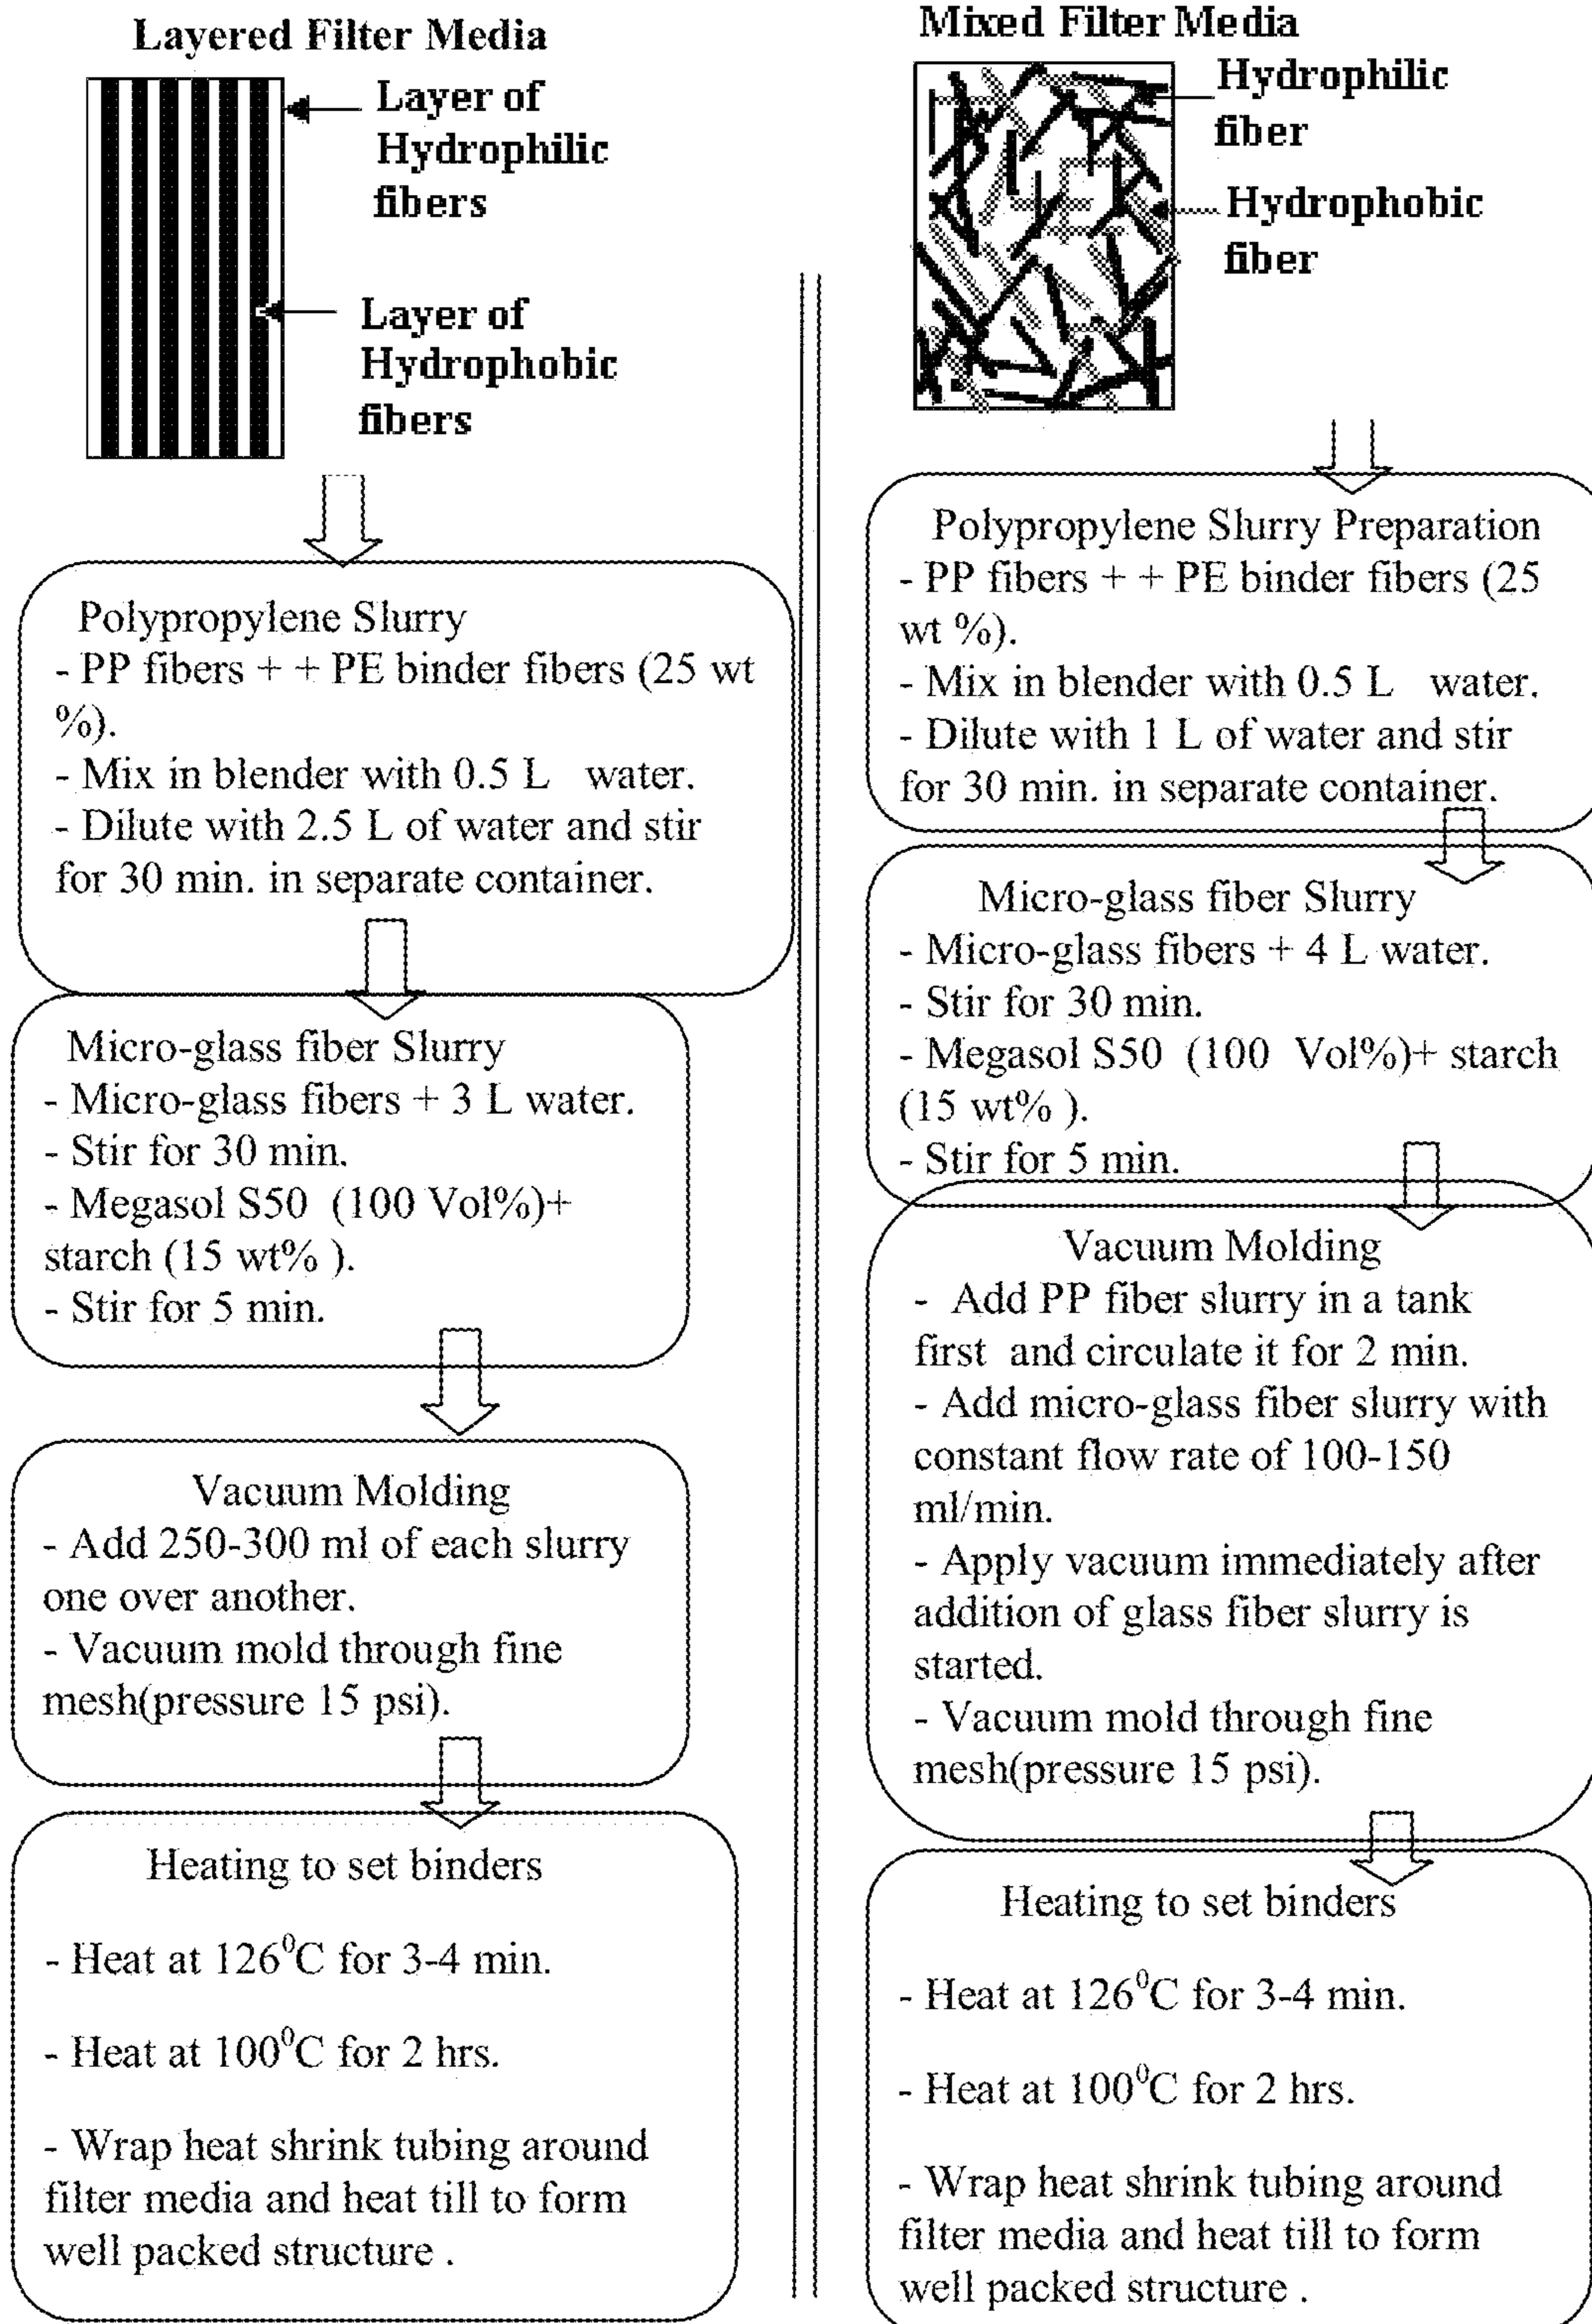 Layered Filter Media
Layer of
Hydrophilic
fibers
Layer of
Hydrophobic
fibers
Polypropylene Slurry
- PP fibers + + PE binder fibers (25 wt
%).
- Mix in blender with 0.5 L water.
- Dilute with 2.5 L of water and stir
for 30 min. in separate container.
Micro-glass fiber Slurry
- Micro-glass fibers + 3 L water.
- Stir for 30 min.
- Megasol S50 (100 Vol%)+
starch (15 wt% ).
- Stir for 5 min.
Vacuum Molding
- Add 250-300 ml of each slurry
one over another.
- Vacuum mold through fine
mesh(pressure 15 psi).
Heating to set binders
- Heat at 126⁰C for 3-4 min.
- Heat at 100⁰C for 2 hrs.
- Wrap heat shrink tubing around
filter media and heat till to form
well packed structure .
Mixed Filter Media
Hydrophilic
fiber
Hydrophobic
fiber
Polypropylene Slurry Preparation
- PP fibers + + PE binder fibers (25
wt %).
- Mix in blender with 0.5 L water.
- Dilute with 1 L of water and stir
for 30 min. in separate container.
Micro-glass fiber Slurry
- Micro-glass fibers + 4 L water.
- Stir for 30 min.
- Megasol S50 (100 Vol%)+ starch
(15 wt% ).
- Stir for 5 min.
Vacuum Molding
- Add PP fiber slurry in a tank
first and circulate it for 2 min.
- Add micro-glass fiber slurry with
constant flow rate of 100-150
ml/min.
- Apply vacuum immediately after
addition of glass fiber slurry is
started.
- Vacuum mold through fine
mesh(pressure 15 psi).
Heating to set binders
- Heat at 126⁰C for 3-4 min.
- Heat at 100⁰C for 2 hrs.
- Wrap heat shrink tubing around
filter media and heat till to form
well packed structure .